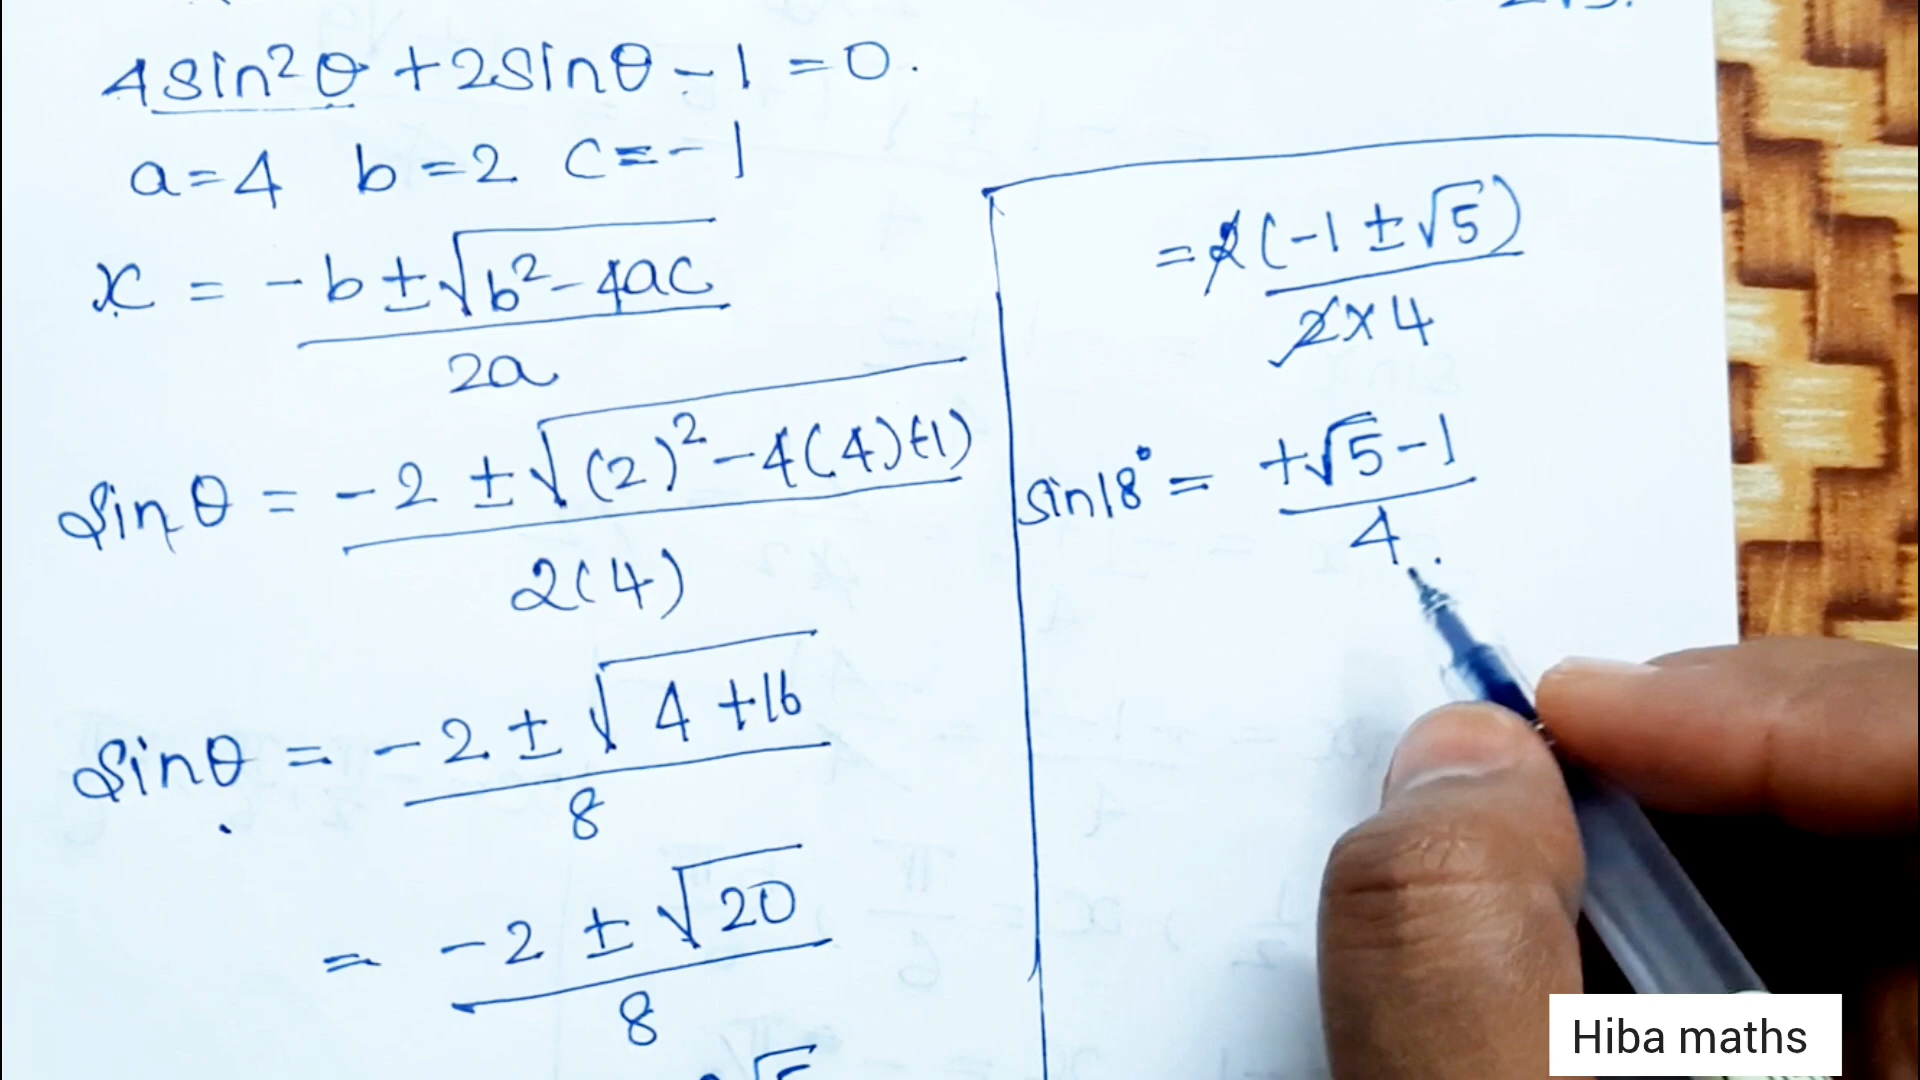 4sin²θ + 2sinθ - 1 = 0.
a = 4 b = 2 c = -1
x = -b ± √b² - 4ac
2a
sinθ = -2 ± √(2)² - 4(4)(-1)
2(4)
sinθ = -2 ± √4 + 16
8
= -2 ± √20
8
= 2(-1 ± √5)
2 × 4
sin18° = +√5 - 1
4.
Hiba maths